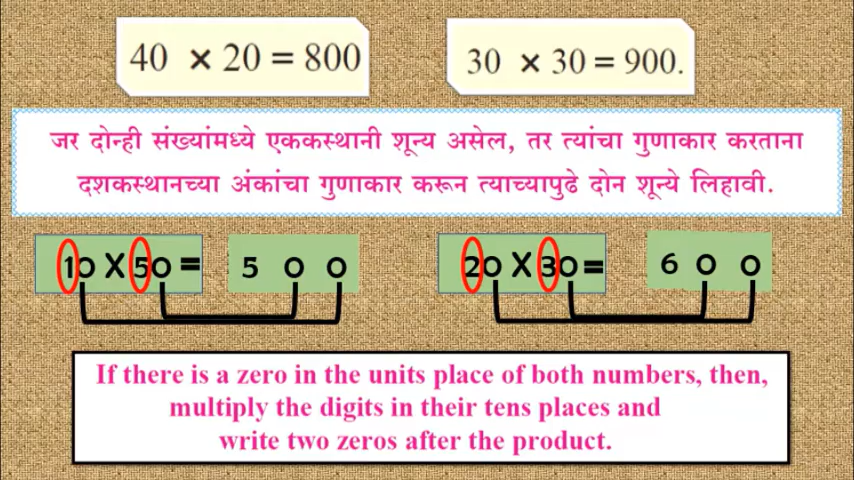 40 × 20 = 800
30 × 30 = 900.
जर दोन्ही संख्यांमध्ये एककस्थानी शून्य असेल, तर त्यांचा गुणाकार करताना
दशकस्थानच्या अंकांचा गुणाकार करून त्याच्यापुढे दोन शून्ये लिहावी.
10 X 50 = 5 0 0
20 X 30 = 6 0 0
If there is a zero in the units place of both numbers, then,
multiply the digits in their tens places and
write two zeros after the product.